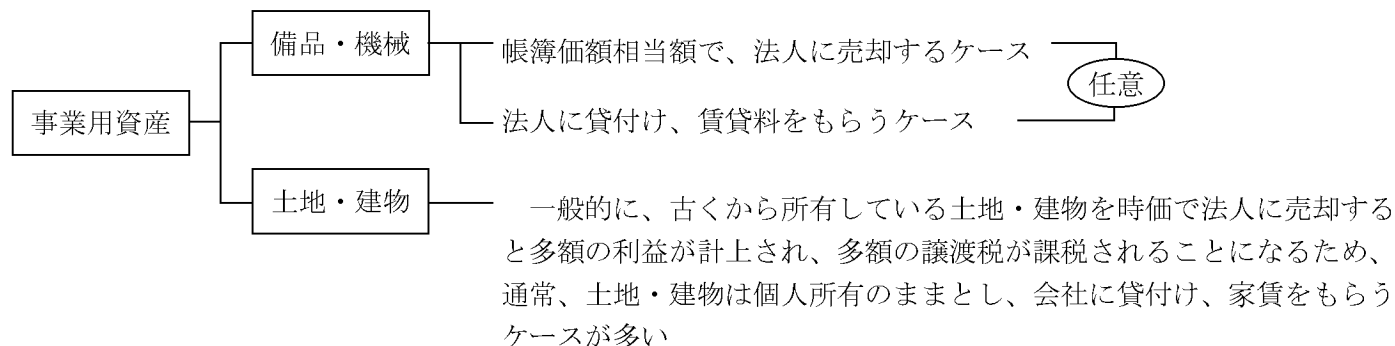 事業用資産
備品・機械
帳簿価額相当額で、法人に売却するケース
法人に貸付け、賃貸料をもらうケース
任意
土地・建物
一般的に、古くから所有している土地・建物を時価で法人に売却する
と多額の利益が計上され、多額の譲渡税が課税されることになるため、
通常、土地・建物は個人所有のままとし、会社に貸付け、家賃をもらう
ケースが多い